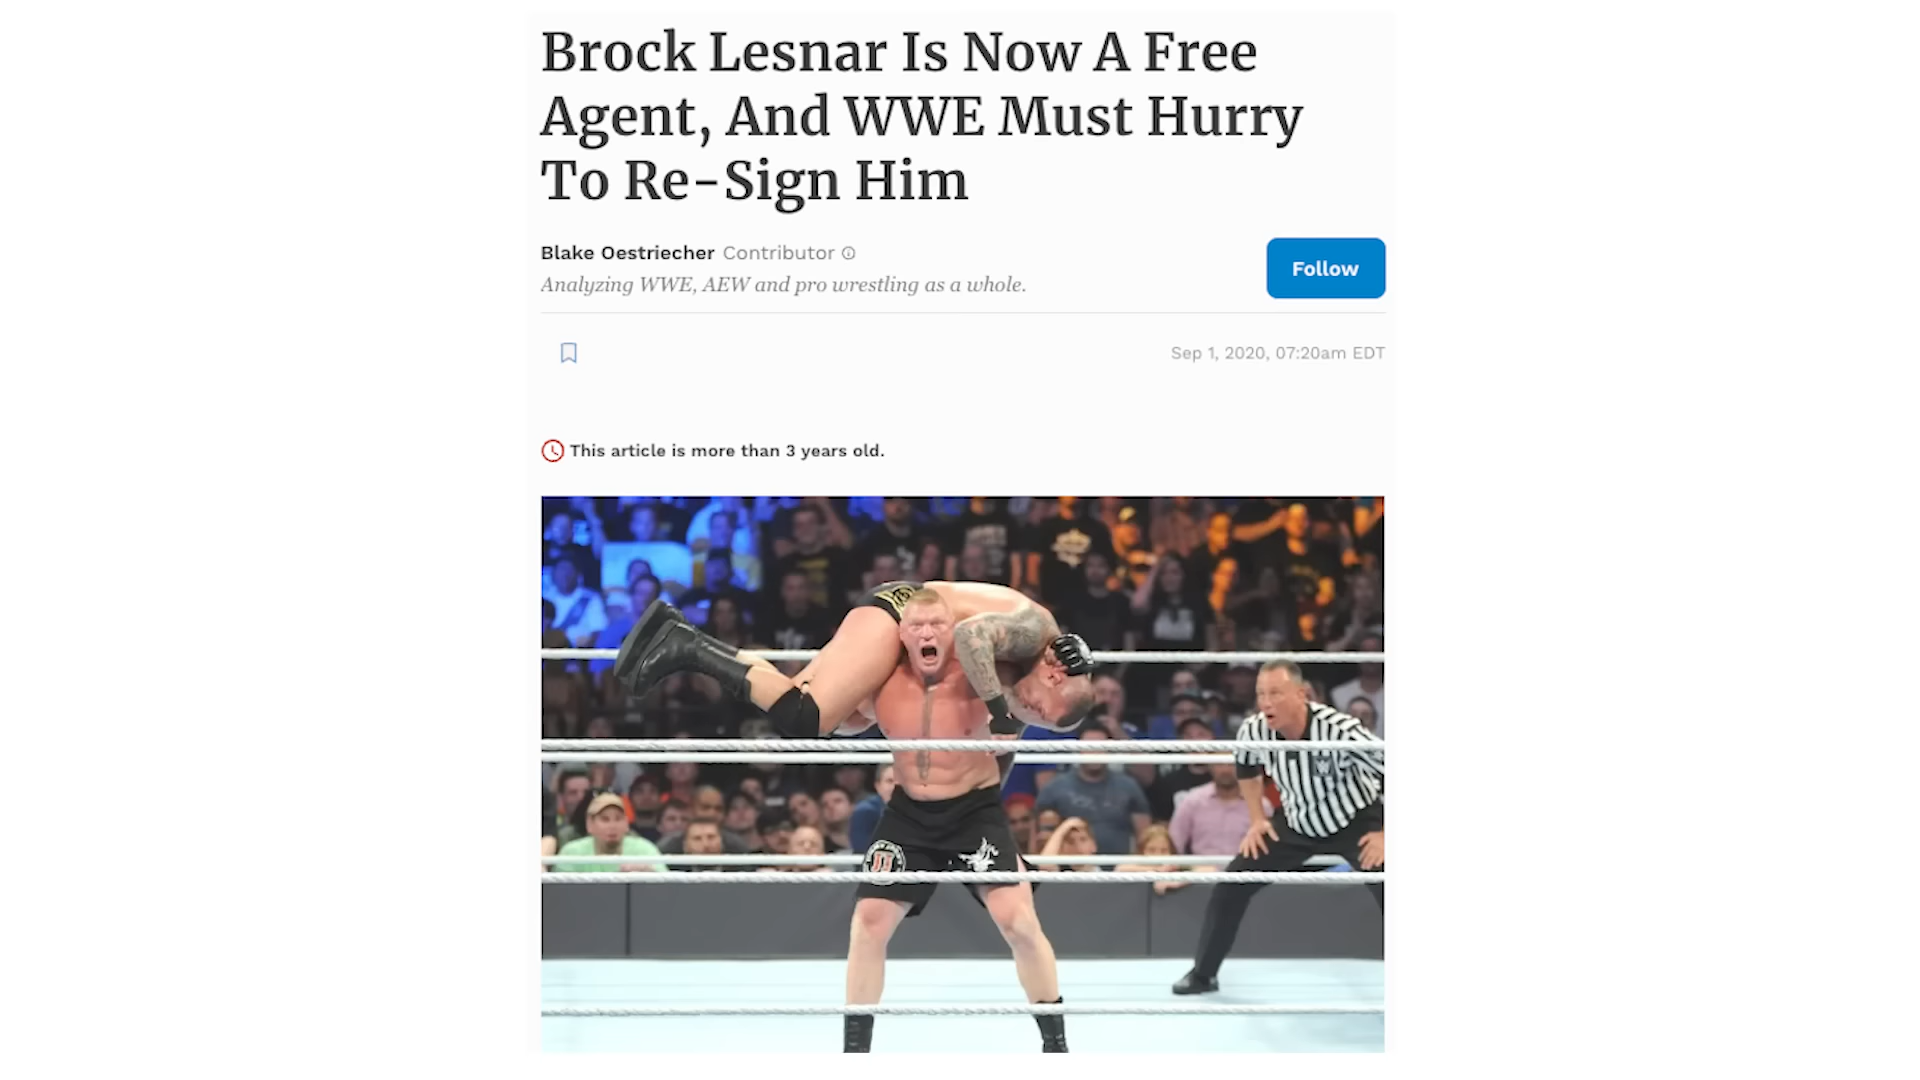 Brock Lesnar Is Now A Free
Agent, And WWE Must Hurry
To Re-Sign Him
Blake Oestriecher Contributor
Analyzing WWE, AEW and pro wrestling as a whole.
Follow
Sep 1, 2020, 07:20am EDT
This article is more than 3 years old.